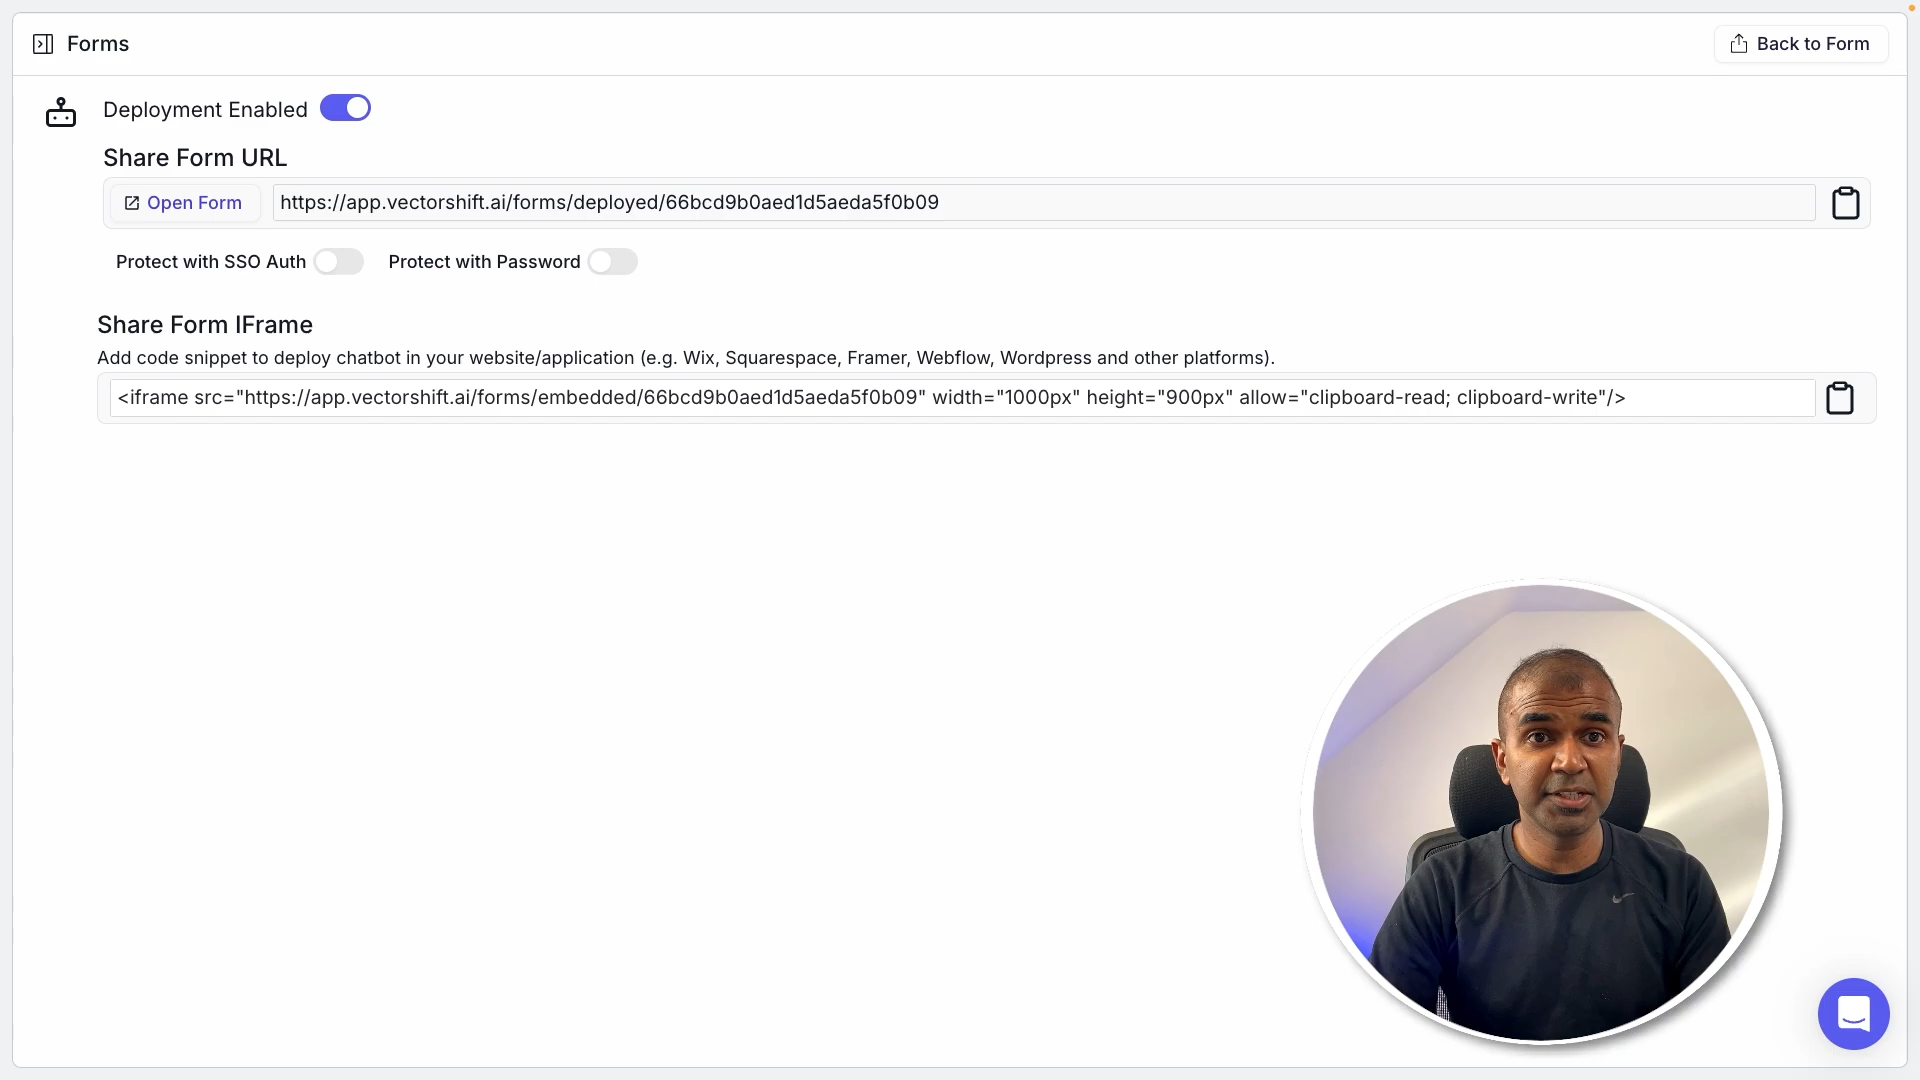 Forms
Back to Form
Deployment Enabled
Share Form URL
Open Form
https://app.vectorshift.ai/forms/deployed/66bcd9b0aed1d5aeda5f0b09
Protect with SSO Auth
Protect with Password
Share Form IFrame
Add code snippet to deploy chatbot in your website/application (e.g. Wix, Squarespace, Framer, Webflow, Wordpress and other platforms).
<iframe src="https://app.vectorshift.ai/forms/embedded/66bcd9b0aed1d5aeda5f0b09" width="1000px" height="900px" allow="clipboard-read; clipboard-write"/>